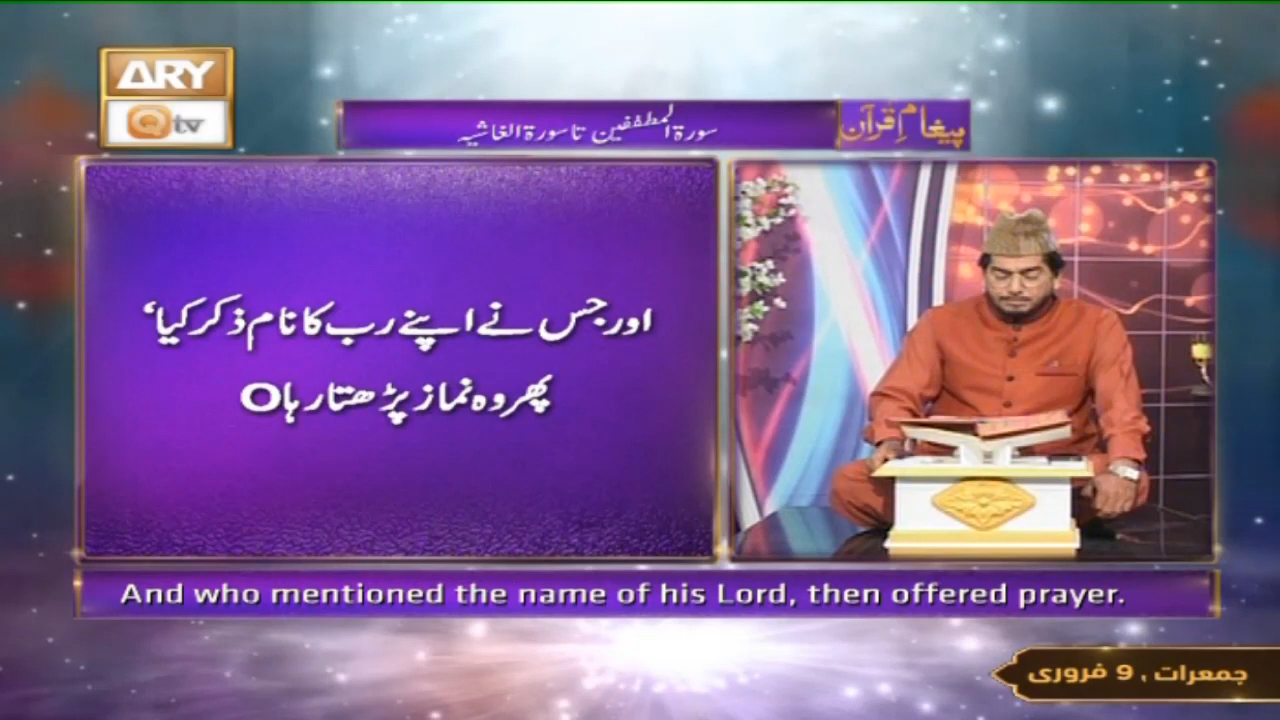 ARY
Qtv
پیغامِ قرآن
سورۃ المطففین تا سورۃ الغاشیہ
اور جس نے اپنے رب کا نام ذکر کیا‘
پھر وہ نماز پڑھتا رہاO
And who mentioned the name of his Lord, then offered prayer.
جمعرات , 9 فروری